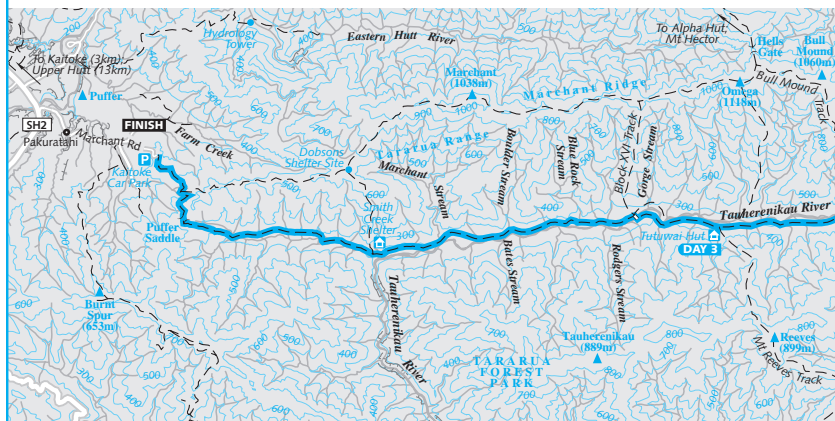 Hydrology
Tower
Eastern Hutt River
To Alpha Hut;
Mt Hector
Hells
Gate
Bull
Mound
(1060m)
To Kaitoke (3km);
Upper Hutt (13km)
Marchant
(1038m)
Marchant Ridge
Omega
(1118m)
Bull Mound
Track
Puffer
SH2
FINISH
Pakuratahi
Marchant Rd
Farm Creek
P
Kaitoke
Car Park
Dobsons
Shelter Site
Tararua Range
Marchant
Stream
Boulder Stream
Blue Rock
Stream
Block XVI Track
Gorge Stream
Smith
Creek
Shelter
Puffer
Saddle
Tauherenikau River
Tutuwai Hut
DAY 3
Bates Stream
Rodgers Stream
Tauherenikau
River
Burnt
Spur
(653m)
Tauherenikau
(889m)
Reeves
(899m)
Mt Reeves Track
TARARUA
FOREST
PARK